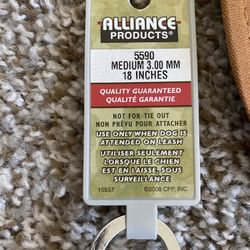 ALLIANCE
PRODUCTS®
5590
MEDIUM 3.00 MM
18 INCHES
QUALITY GUARANTEED
QUALITÉ GARANTIE
NOT FOR TIE OUT
NON PRÉVU POUR ATTACHER
USE ONLY WHEN DOG IS
ATTENDED ON LEASH
UTILISER SEULEMENT
LORSQUE LE CHIEN
EST EN LAISSE, SOUS
SURVEILLANCE
10557 ©2008 CPP, INC.